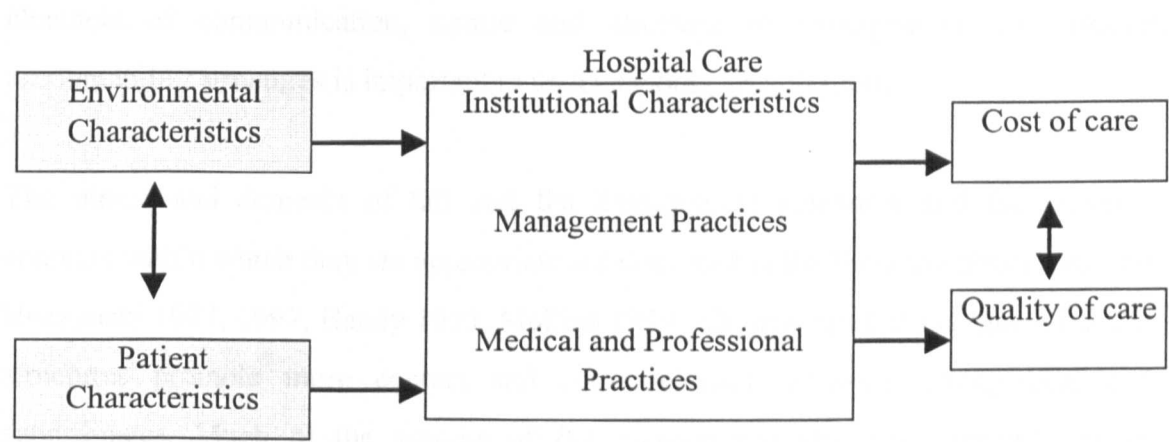 Environmental
Characteristics
Patient
Characteristics
Hospital Care
Institutional Characteristics
Management Practices
Medical and Professional
Practices
Cost of care
Quality of care